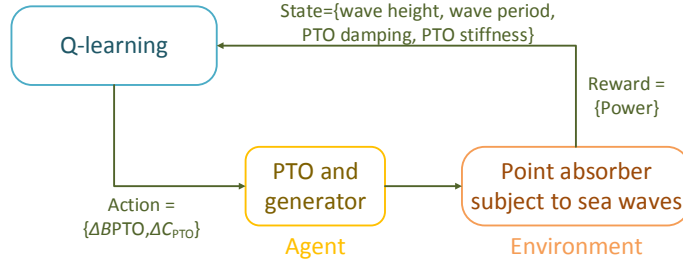 State={wave height, wave period,
PTO damping, PTO stiffness}
Q-learning
Reward =
{Power}
PTO and
generator
Point absorber
subject to sea waves
Action =
{ΔBPTO,ΔC_PTO}
Agent
Environment